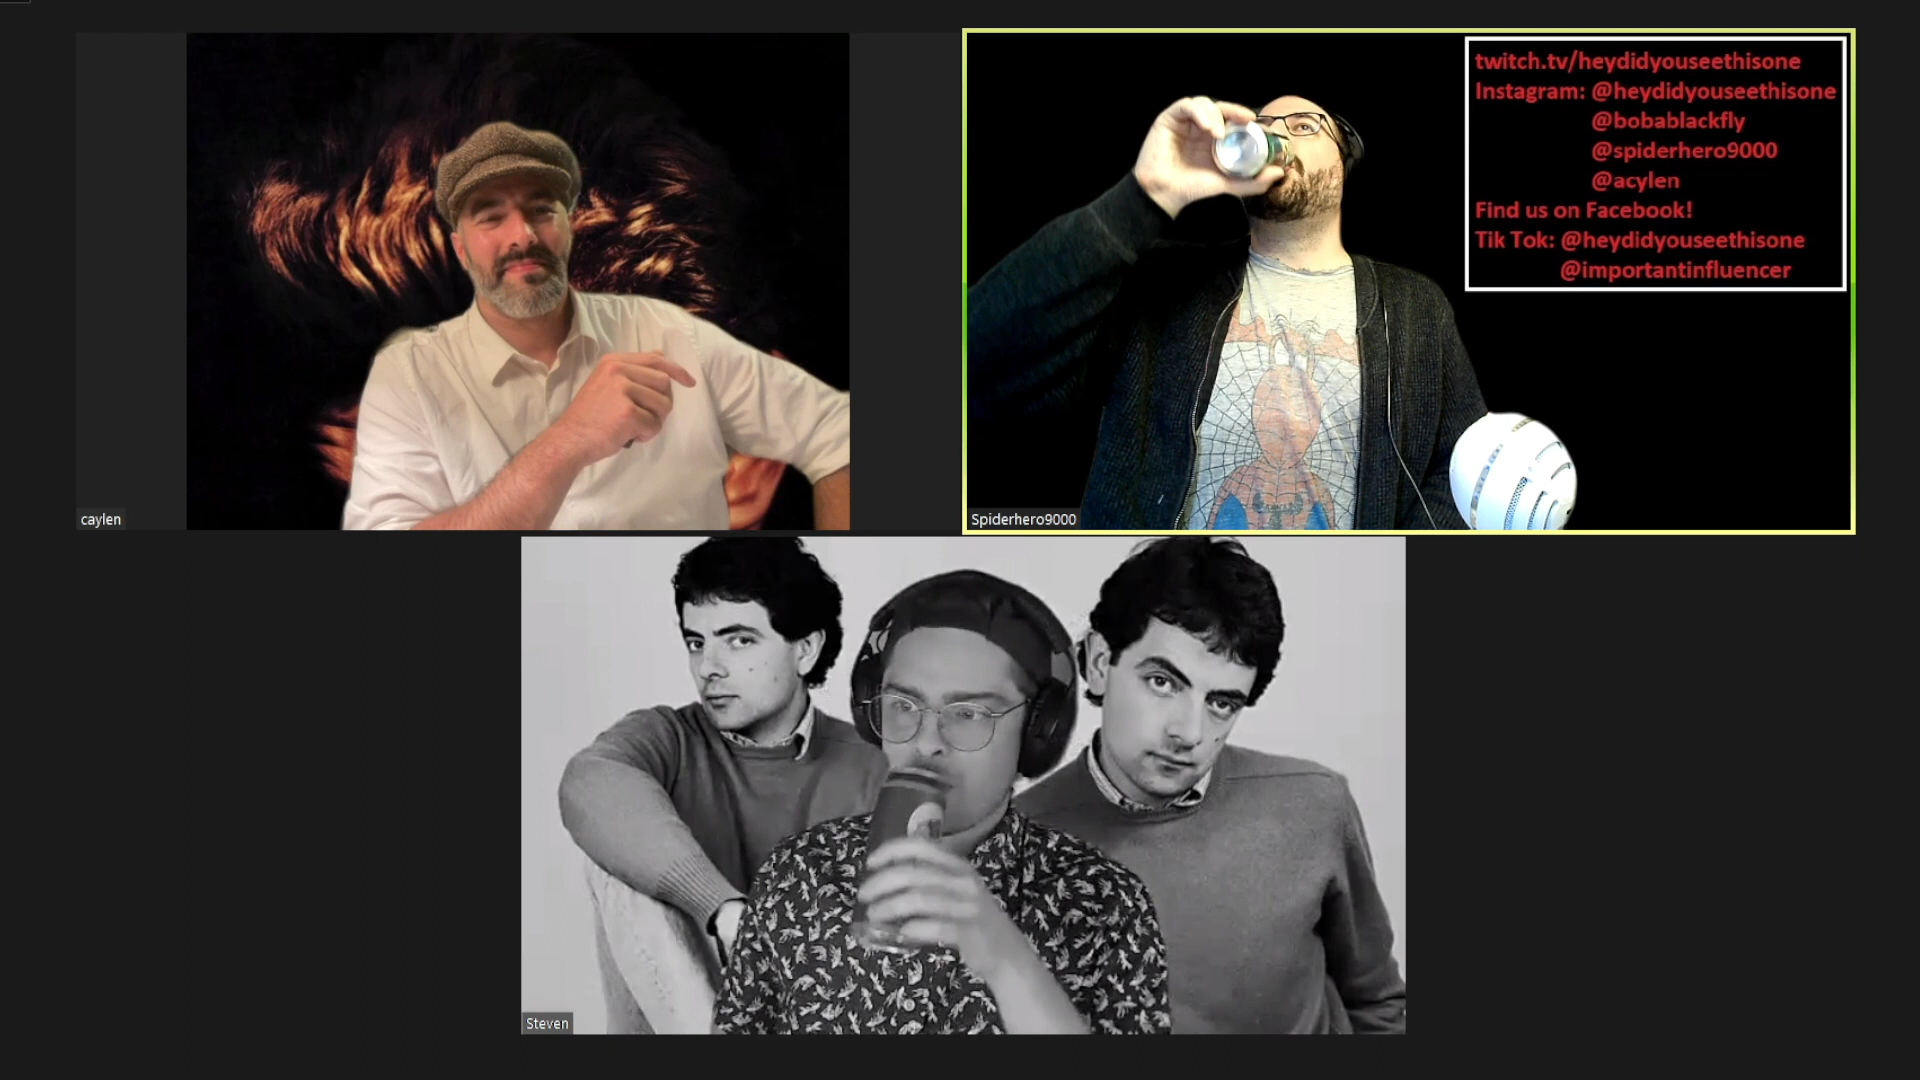 twitch.tv/heydidyouseethisone
Instagram: @heydidyouseethisone
@bobablackfly
@spiderhero9000
@acylen
Find us on Facebook!
Tik Tok: @heydidyouseethisone
@importantinfluencer
caylen
Spiderhero9000
Steven